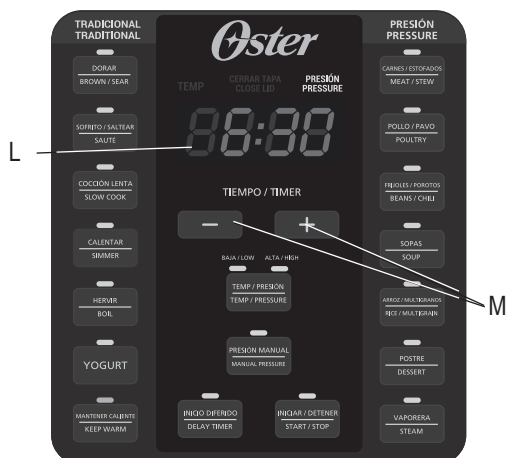 TRADICIONAL
TRADITIONAL
DORAR
BROWN / SEAR
SOFRITO / SALTEAR
SAUTE
COCCIÓN LENTA
SLOW COOK
CALENTAR
SIMMER
HERVIR
BOIL
YOGURT
MANTENER CALIENTE
KEEP WARM
Oster
TEMP
CERRAR TAPA
CLOSE LID
PRESIÓN
PRESSURE
6:30
TIEMPO / TIMER
− +
BAJA / LOW ALTA / HIGH
TEMP / PRESIÓN
TEMP / PRESSURE
PRESIÓN MANUAL
MANUAL PRESSURE
INICIO DIFERIDO
DELAY TIMER
INICIAR / DETENER
START / STOP
PRESIÓN
PRESSURE
CARNES / ESTOFADOS
MEAT / STEW
POLLO / PAVO
POULTRY
FRIJOLES / POROTOS
BEANS / CHILI
SOPAS
SOUP
ARROZ / MULTIGRANOS
RICE / MULTIGRAIN
POSTRE
DESSERT
VAPORERA
STEAM
L
M